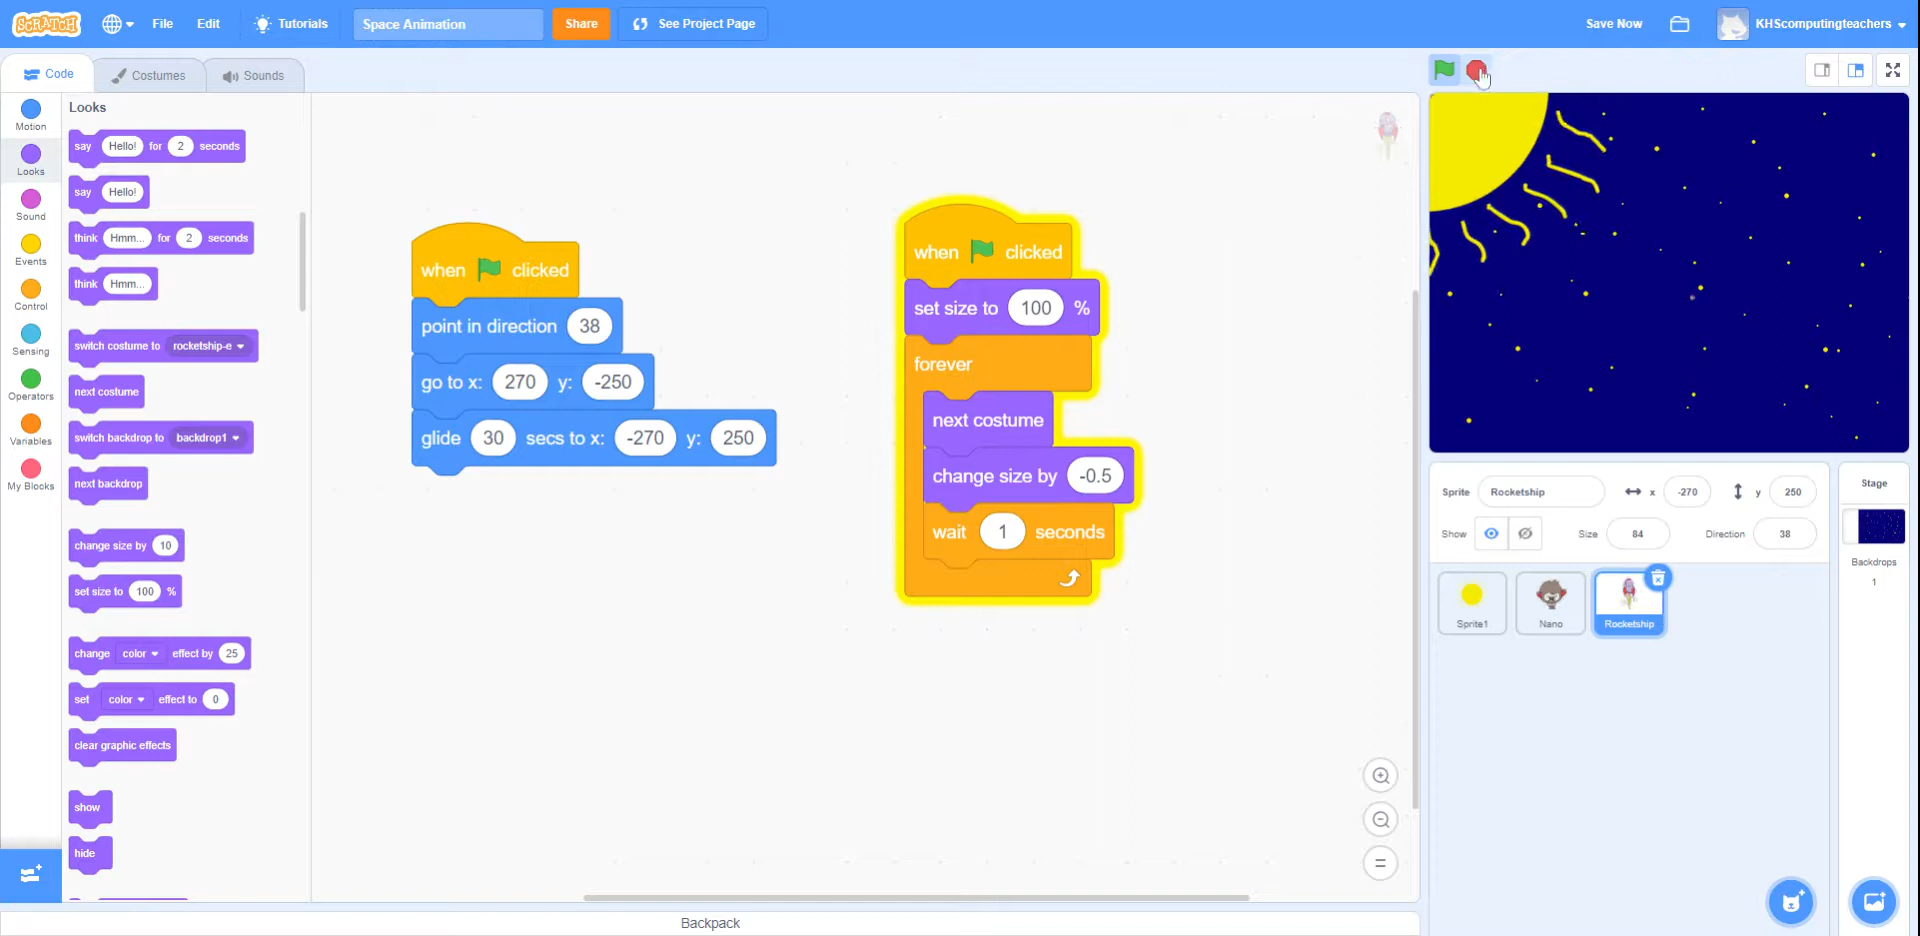 SCRATCH
File
Edit
Tutorials
Space Animation
Share
See Project Page
Save Now
KHScomputingteachers
Code
Costumes
Sounds
Motion
Looks
Sound
Events
Control
Sensing
Operators
Variables
My Blocks
Looks
say Hello! for 2 seconds
say Hello!
think Hmm... for 2 seconds
think Hmm...
switch costume to rocketship-e
next costume
switch backdrop to backdrop1
next backdrop
change size by 10
set size to 100 %
change color effect by 25
set color effect to 0
clear graphic effects
show
hide
when clicked
point in direction 38
go to x: 270 y: -250
glide 30 secs to x: -270 y: 250
when clicked
set size to 100 %
forever
next costume
change size by -0.5
wait 1 seconds
Sprite Rocketship x -270 y 250
Show Size 84 Direction 38
Sprite1
Nano
Rocketship
Stage
Backdrops
1
Backpack